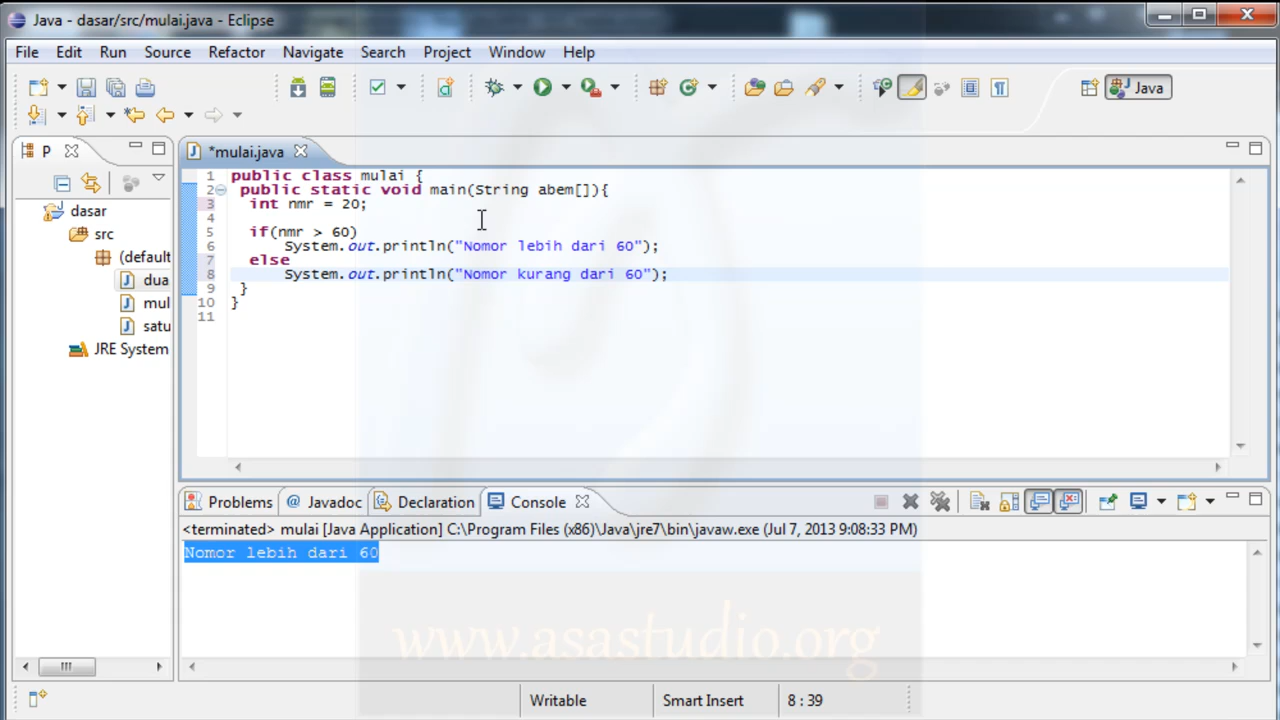 Java - dasar/src/mulai.java - Eclipse
File Edit Run Source Refactor Navigate Search Project Window Help
Java
P
*mulai.java
dasar
src
(default
dua
mul
satu
JRE System
1 public class mulai {
2 public static void main(String abem[]){
3 int nmr = 20;
4
5 if(nmr > 60)
6 System.out.println("Nomor lebih dari 60");
7 else
8 System.out.println("Nomor kurang dari 60");
9 }
10 }
11
Problems @ Javadoc Declaration Console
<terminated> mulai [Java Application] C:\Program Files (x86)\Java\jre7\bin\javaw.exe (Jul 7, 2013 9:08:33 PM)
Nomor lebih dari 60
www.asastudio.org
Writable Smart Insert 8 : 39